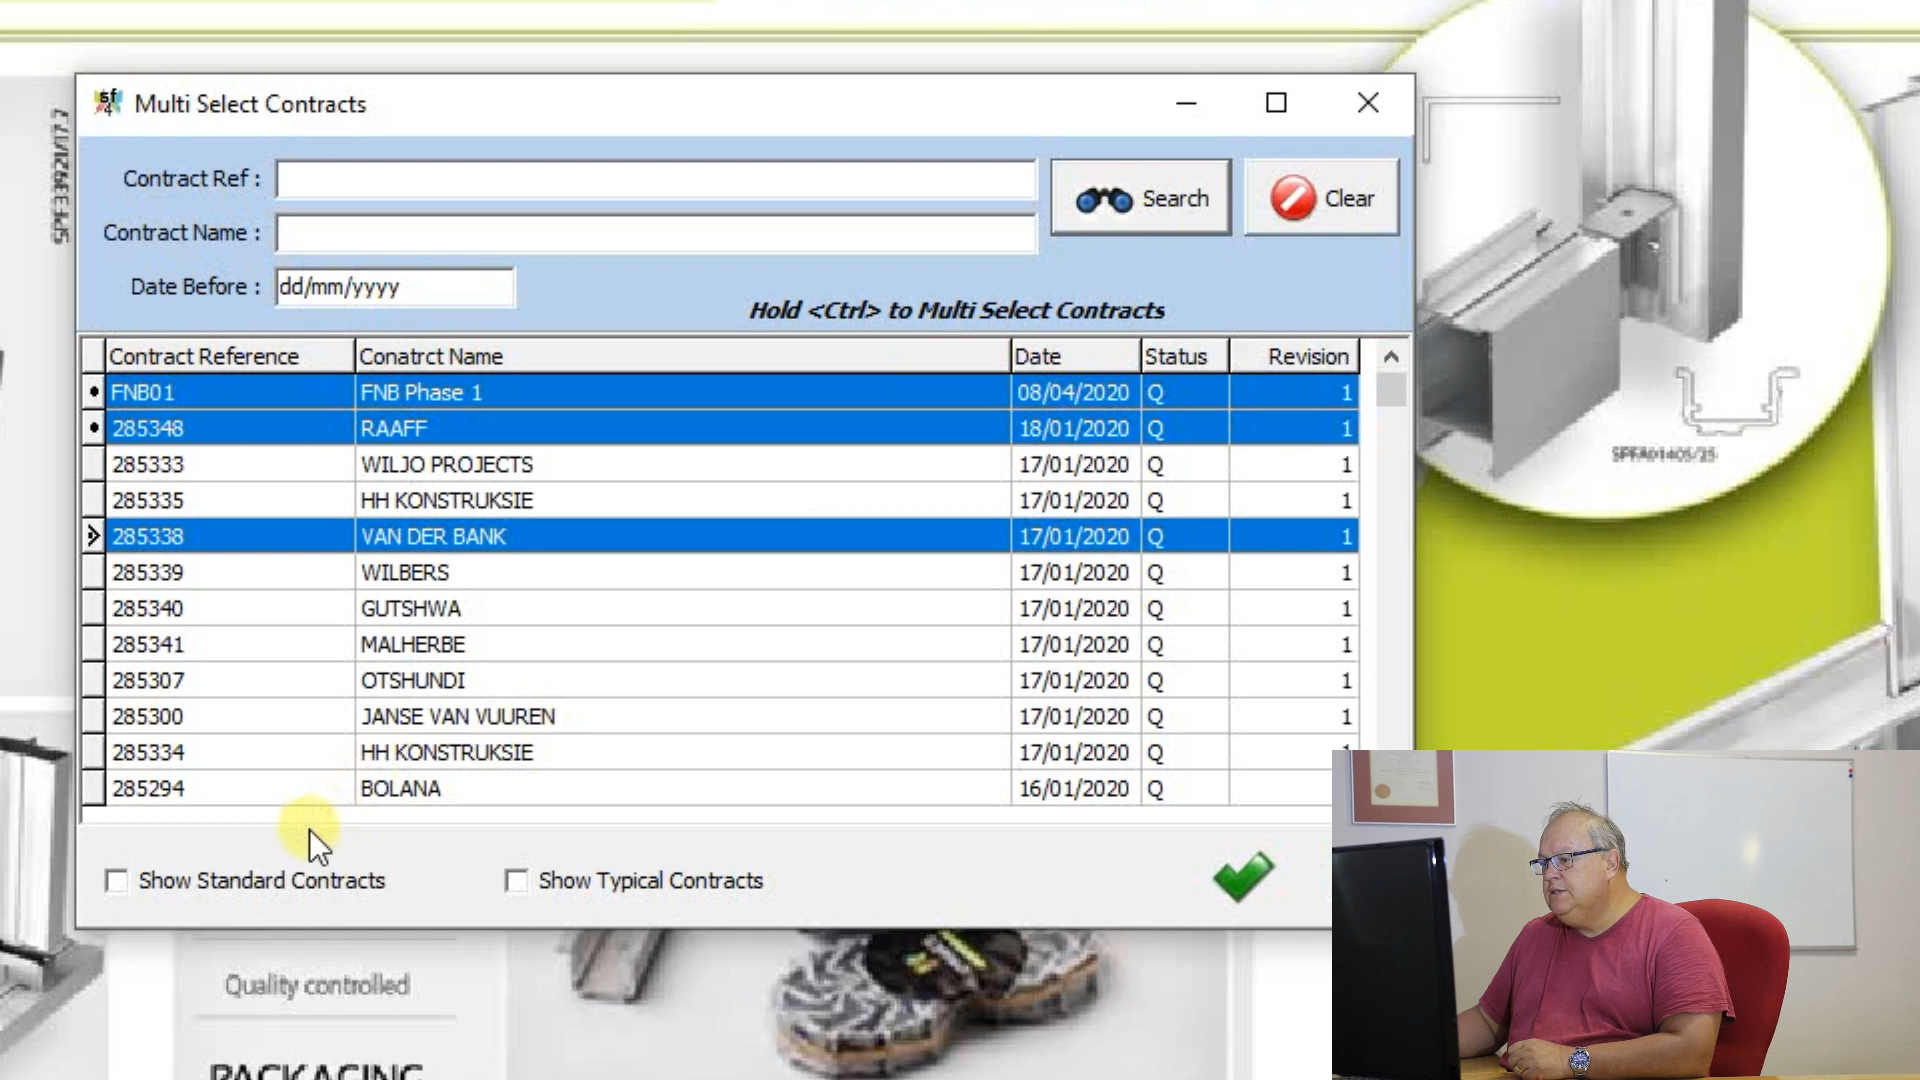 Multi Select Contracts
Contract Ref :
Search
Clear
Contract Name :
Date Before : dd/mm/yyyy
Hold <Ctrl> to Multi Select Contracts
Contract Reference Conatrct Name Date Status Revision
FNB01 FNB Phase 1 08/04/2020 Q 1
285348 RAAFF 18/01/2020 Q 1
285333 WILJO PROJECTS 17/01/2020 Q 1
285335 HH KONSTRUKSIE 17/01/2020 Q 1
285338 VAN DER BANK 17/01/2020 Q 1
285339 WILBERS 17/01/2020 Q 1
285340 GUTSHWA 17/01/2020 Q 1
285341 MALHERBE 17/01/2020 Q 1
285307 OTSHUNDI 17/01/2020 Q 1
285300 JANSE VAN VUUREN 17/01/2020 Q 1
285334 HH KONSTRUKSIE 17/01/2020 Q 1
285294 BOLANA 16/01/2020 Q
Show Standard Contracts
Show Typical Contracts
Quality controlled
PACKAGING